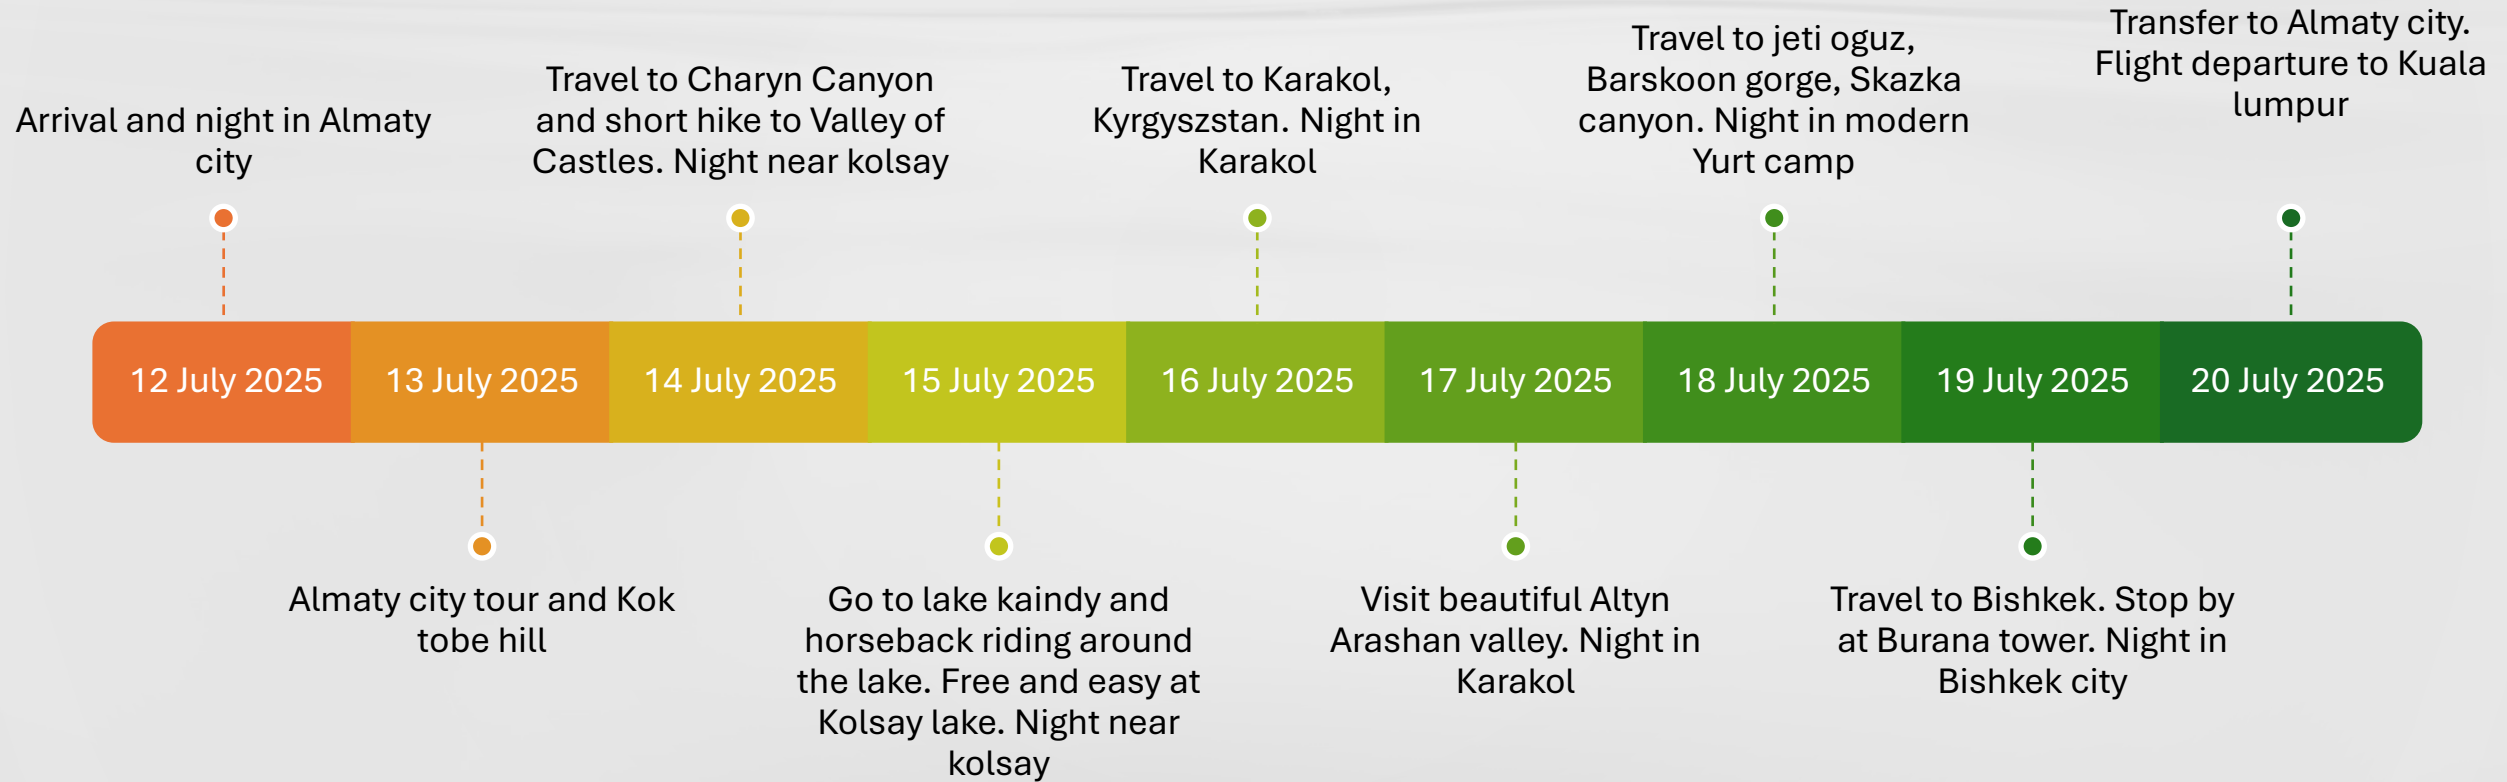 Arrival and night in Almaty
city
Travel to Charyn Canyon
and short hike to Valley of
Castles. Night near kolsay
Travel to Karakol,
Kyrgyszstan. Night in
Karakol
Travel to jeti oguz,
Barskoon gorge, Skazka
canyon. Night in modern
Yurt camp
Transfer to Almaty city.
Flight departure to Kuala
lumpur
12 July 2025
13 July 2025
14 July 2025
15 July 2025
16 July 2025
17 July 2025
18 July 2025
19 July 2025
20 July 2025
Almaty city tour and Kok
tobe hill
Go to lake kaindy and
horseback riding around
the lake. Free and easy at
Kolsay lake. Night near
kolsay
Visit beautiful Altyn
Arashan valley. Night in
Karakol
Travel to Bishkek. Stop by
at Burana tower. Night in
Bishkek city